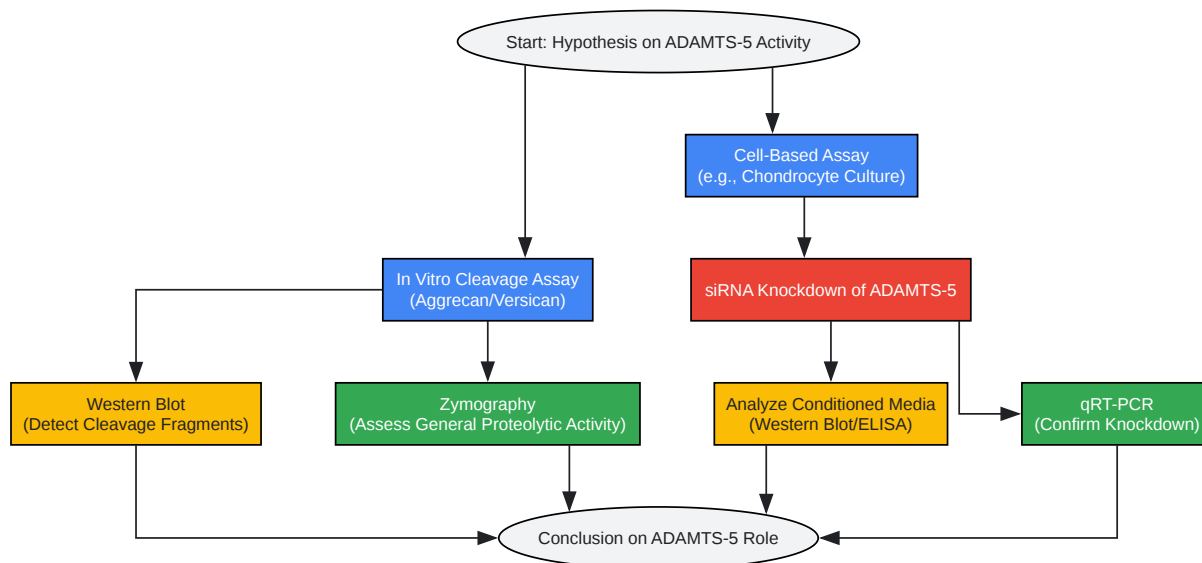 Start: Hypothesis on ADAMTS-5 Activity
Cell-Based Assay
(e.g., Chondrocyte Culture)
In Vitro Cleavage Assay
(Aggrecan/Versican)
siRNA Knockdown of ADAMTS-5
Western Blot
(Detect Cleavage Fragments)
Zymography
(Assess General Proteolytic Activity)
Analyze Conditioned Media
(Western Blot/ELISA)
qRT-PCR
(Confirm Knockdown)
Conclusion on ADAMTS-5 Role